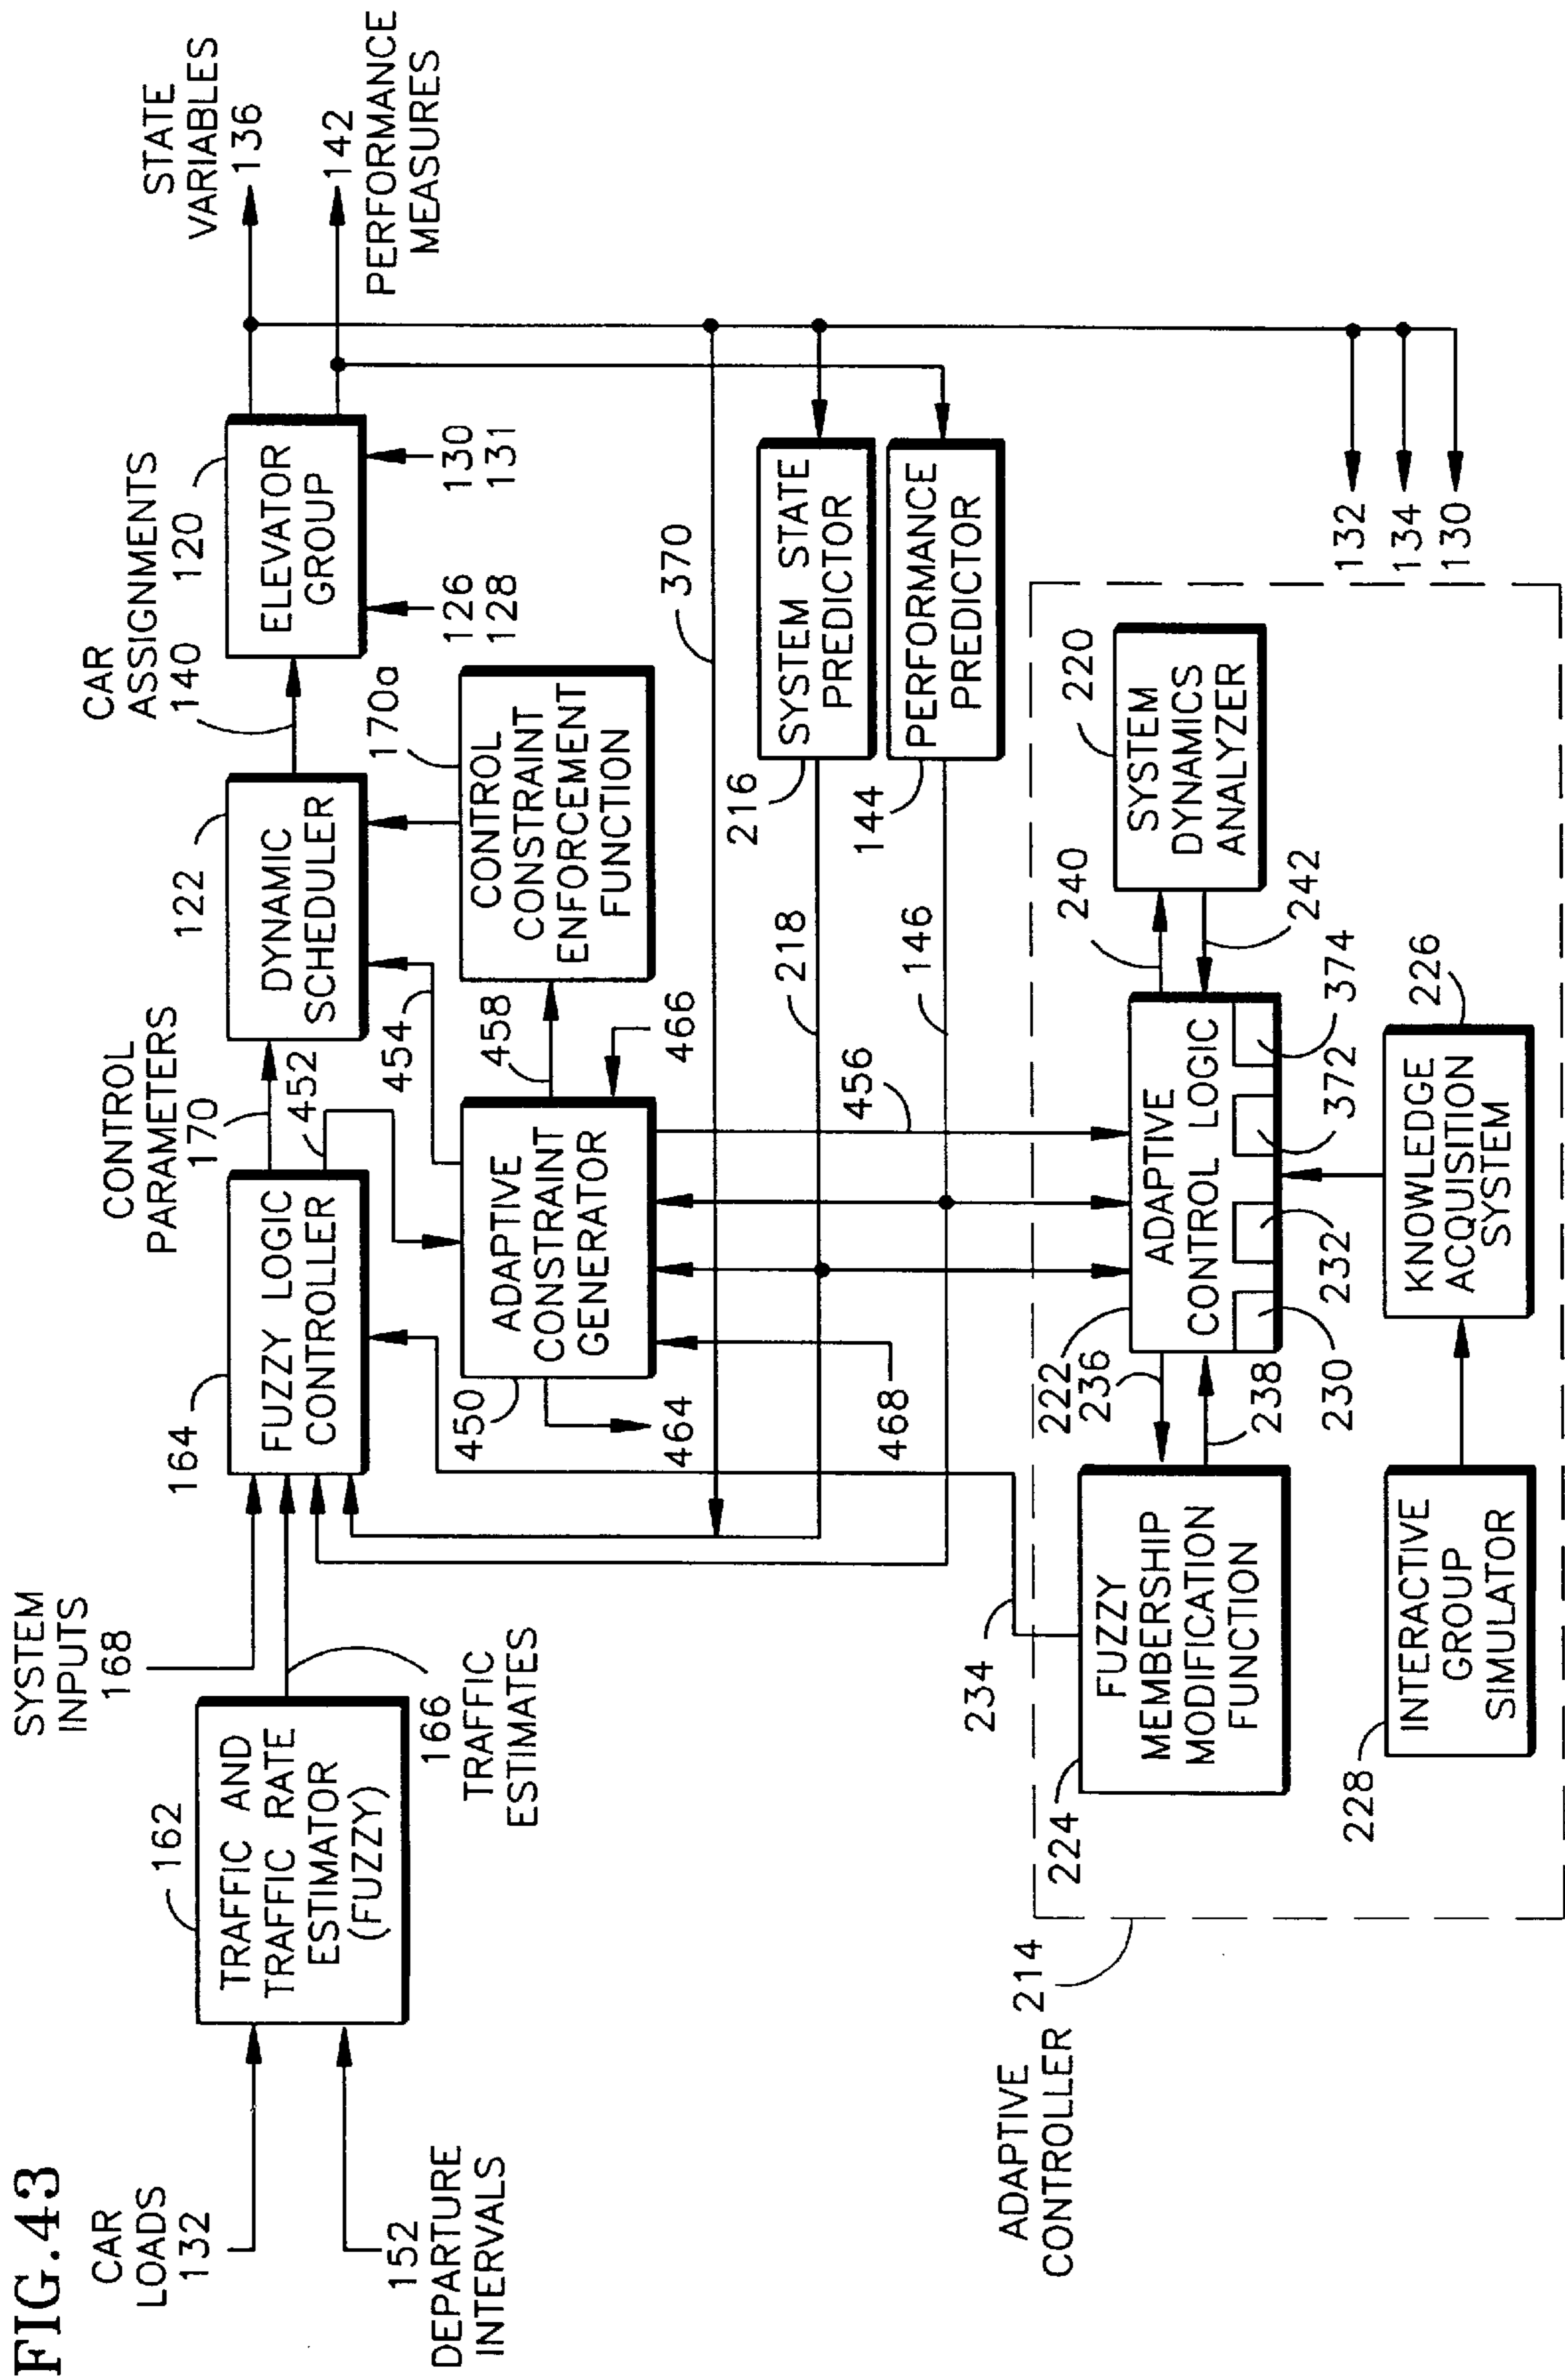 FIG.43
CAR
LOADS
132
152
DEPARTURE
INTERVALS
162
TRAFFIC AND
TRAFFIC RATE
ESTIMATOR
(FUZZY)
SYSTEM
INPUTS
168
166
TRAFFIC
ESTIMATES
164
FUZZY LOGIC
CONTROLLER
CONTROL
PARAMETERS
170
452
122
DYNAMIC
SCHEDULER
CAR
ASSIGNMENTS
140
120
ELEVATOR
GROUP
126
128
130
131
STATE
VARIABLES
136
142
PERFORMANCE
MEASURES
454
450
ADAPTIVE
CONSTRAINT
GENERATOR
464
468
458
466
170a
CONTROL
CONSTRAINT
ENFORCEMENT
FUNCTION
370
456
218
146
216
SYSTEM STATE
PREDICTOR
144
PERFORMANCE
PREDICTOR
132
134
130
ADAPTIVE
CONTROLLER 214
234
224
FUZZY
MEMBERSHIP
MODIFICATION
FUNCTION
222
236
238
ADAPTIVE
CONTROL LOGIC
230
232
372
374
240
242
220
SYSTEM
DYNAMICS
ANALYZER
228
INTERACTIVE
GROUP
SIMULATOR
226
KNOWLEDGE
ACQUISITION
SYSTEM